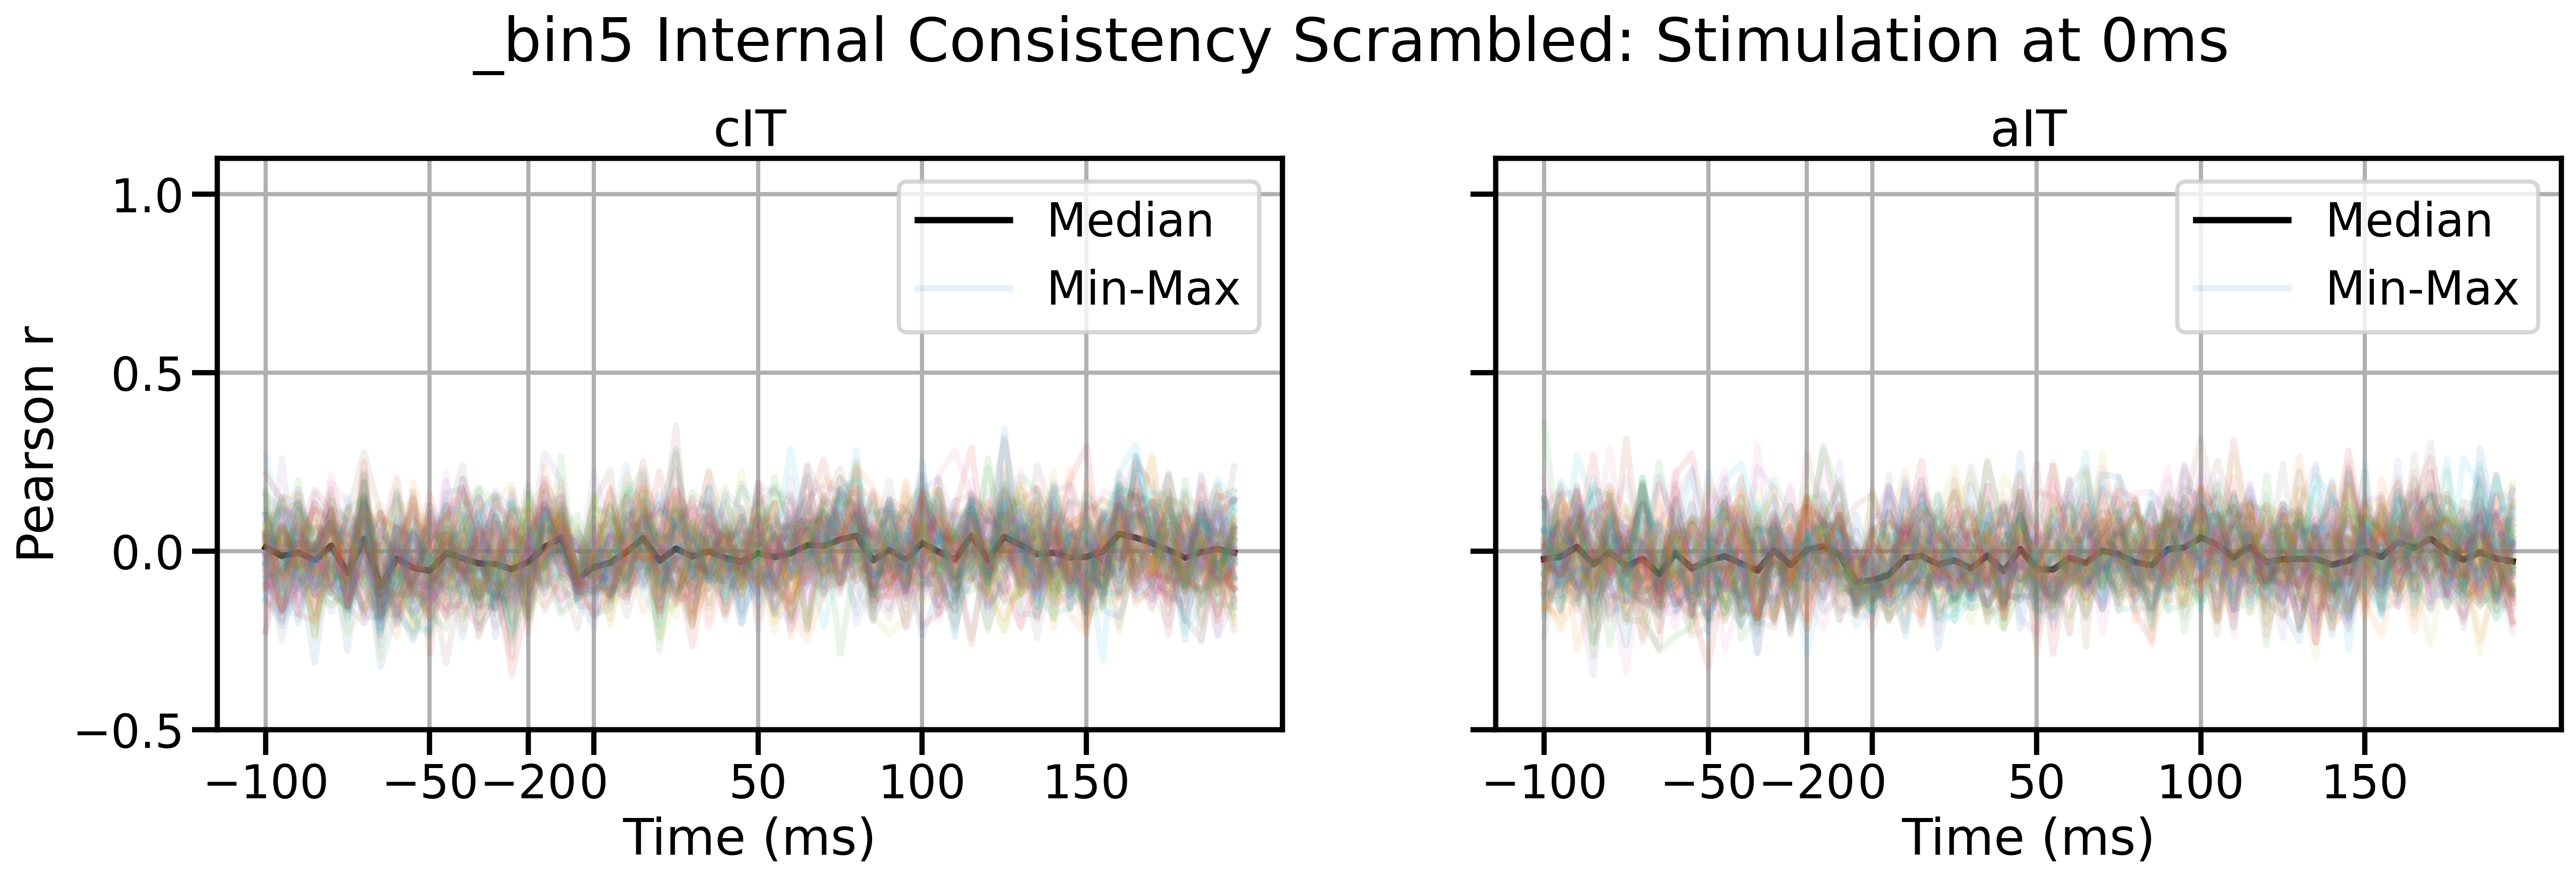 _bin5 Internal Consistency Scrambled: Stimulation at 0ms
cIT
aIT
Pearson r
1.0
0.5
0.0
−0.5
Median
Min-Max
Median
Min-Max
−100 −50 −20 0 50 100 150
−100 −50 −20 0 50 100 150
Time (ms)
Time (ms)